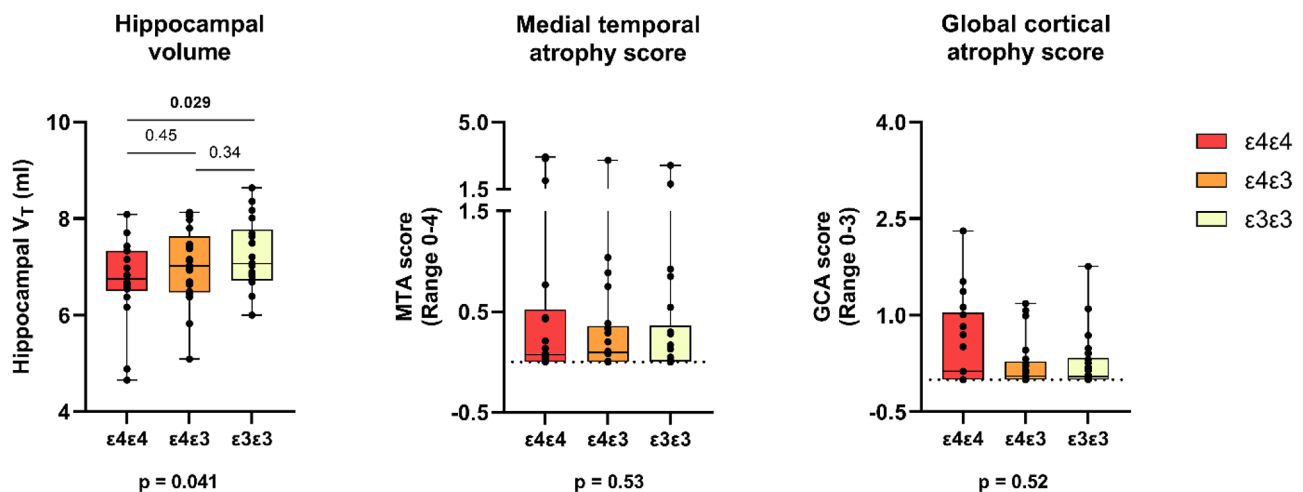 Hippocampal
volume
0.029
0.45
0.34
10
8
6
4
Hippocampal V_T (ml)
ε4ε4
ε4ε3
ε3ε3
p = 0.041
Medial temporal
atrophy score
5.0
1.5
1.5
0.5
-0.5
MTA score
(Range 0-4)
ε4ε4
ε4ε3
ε3ε3
p = 0.53
Global cortical
atrophy score
4.0
2.5
1.0
-0.5
GCA score
(Range 0-3)
ε4ε4
ε4ε3
ε3ε3
p = 0.52
ε4ε4
ε4ε3
ε3ε3